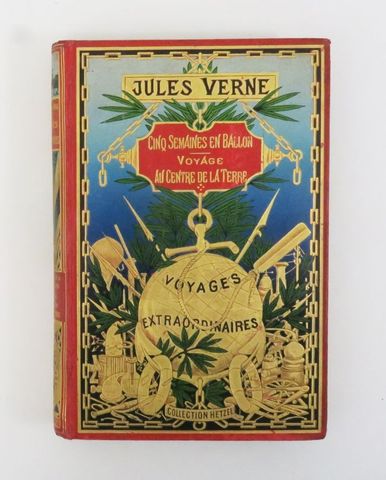 JULES VERNE
CINQ SEMAINES EN BALLON
VOYAGE
AU CENTRE DE LA TERRE
VOYAGES
EXTRAORDINAIRES
COLLECTION HETZEL